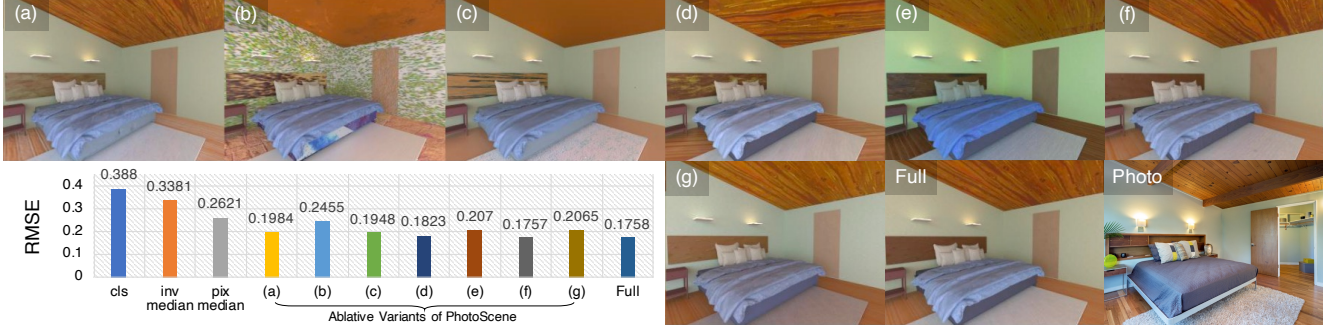 (a)
(b)
(c)
(d)
(e)
(f)
(g)
Full
Photo
RMSE
0.4
0.3
0.2
0.1
0
0.388
0.3381
0.2621
0.1984
0.2455
0.1948
0.1823
0.207
0.1757
0.2065
0.1758
cls
inv median
pix median
(a)
(b)
(c)
(d)
(e)
(f)
(g)
Full
Ablative Variants of PhotoScene